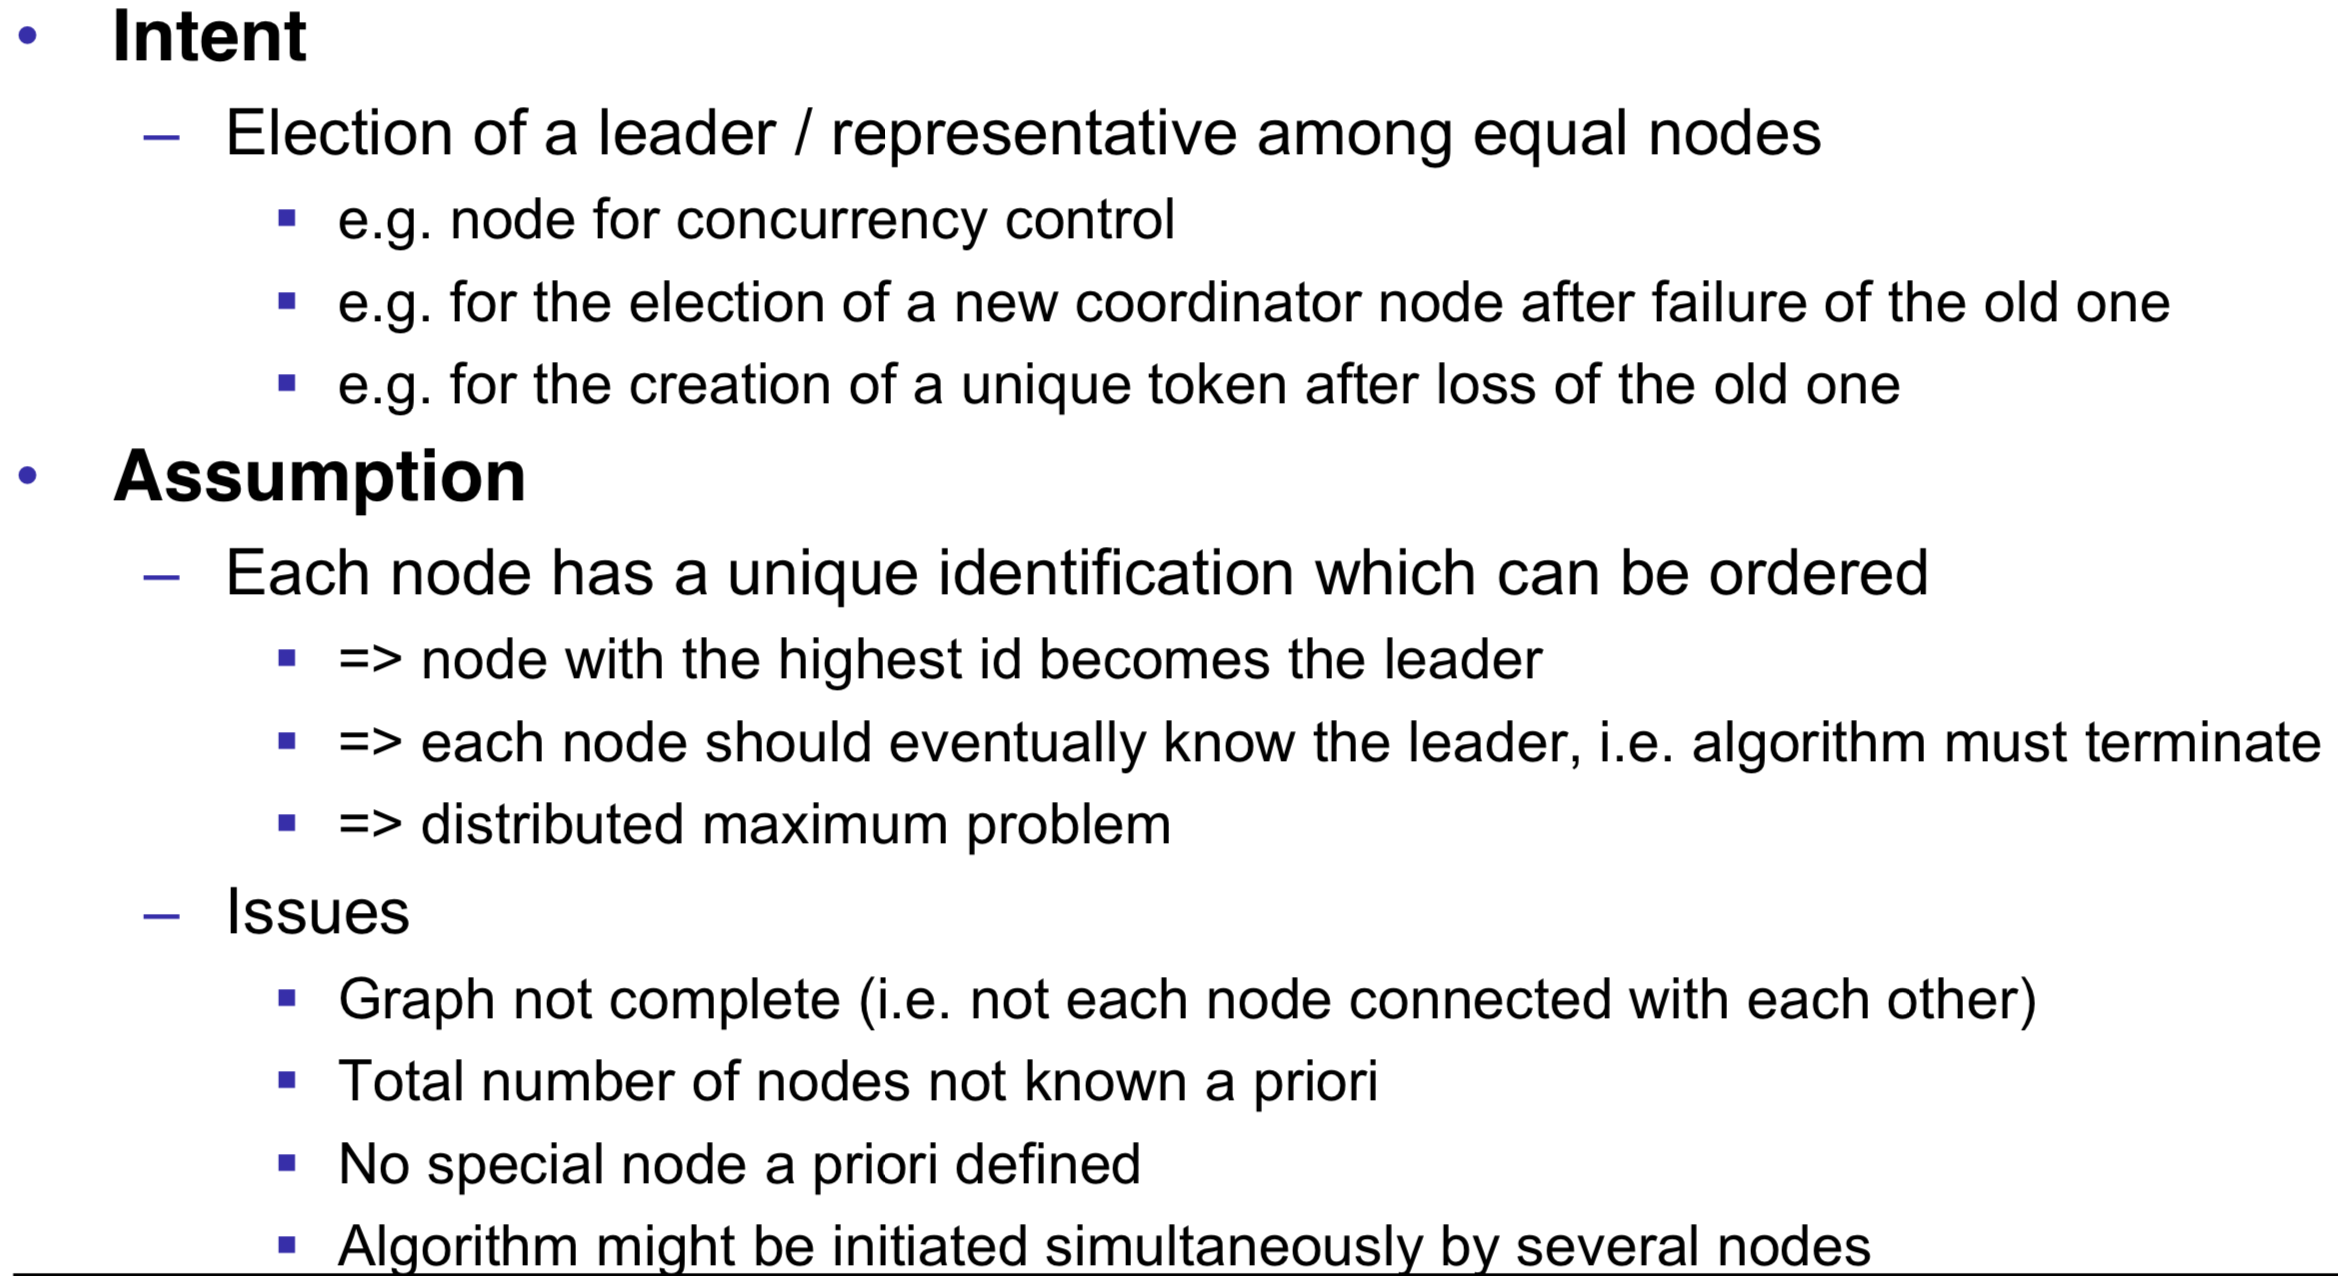 • Intent
– Election of a leader / representative among equal nodes
▪ e.g. node for concurrency control
▪ e.g. for the election of a new coordinator node after failure of the old one
▪ e.g. for the creation of a unique token after loss of the old one
• Assumption
– Each node has a unique identification which can be ordered
▪ => node with the highest id becomes the leader
▪ => each node should eventually know the leader, i.e. algorithm must terminate
▪ => distributed maximum problem
– Issues
▪ Graph not complete (i.e. not each node connected with each other)
▪ Total number of nodes not known a priori
▪ No special node a priori defined
▪ Algorithm might be initiated simultaneously by several nodes